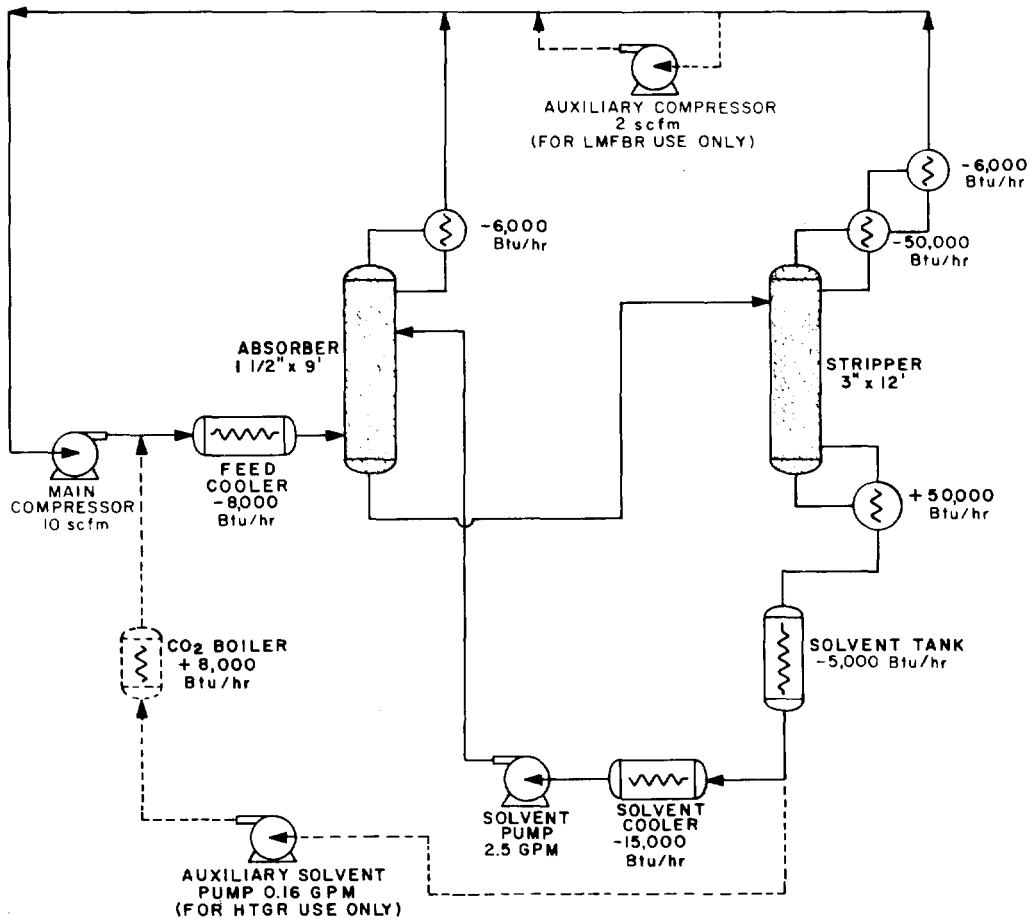 AUXILIARY COMPRESSOR
2 scfm
(FOR LMFBR USE ONLY)
-6,000
Btu/hr
-6,000
Btu/hr
-50,000
Btu/hr
ABSORBER
1 1/2" x 9'
STRIPPER
3" x 12'
FEED
COOLER
-8,000
Btu/hr
MAIN
COMPRESSOR
10 scfm
+50,000
Btu/hr
CO2 BOILER
+8,000
Btu/hr
SOLVENT TANK
-5,000 Btu/hr
SOLVENT
PUMP
2.5 GPM
SOLVENT
COOLER
-15,000
Btu/hr
AUXILIARY SOLVENT
PUMP 0.16 GPM
(FOR HTGR USE ONLY)